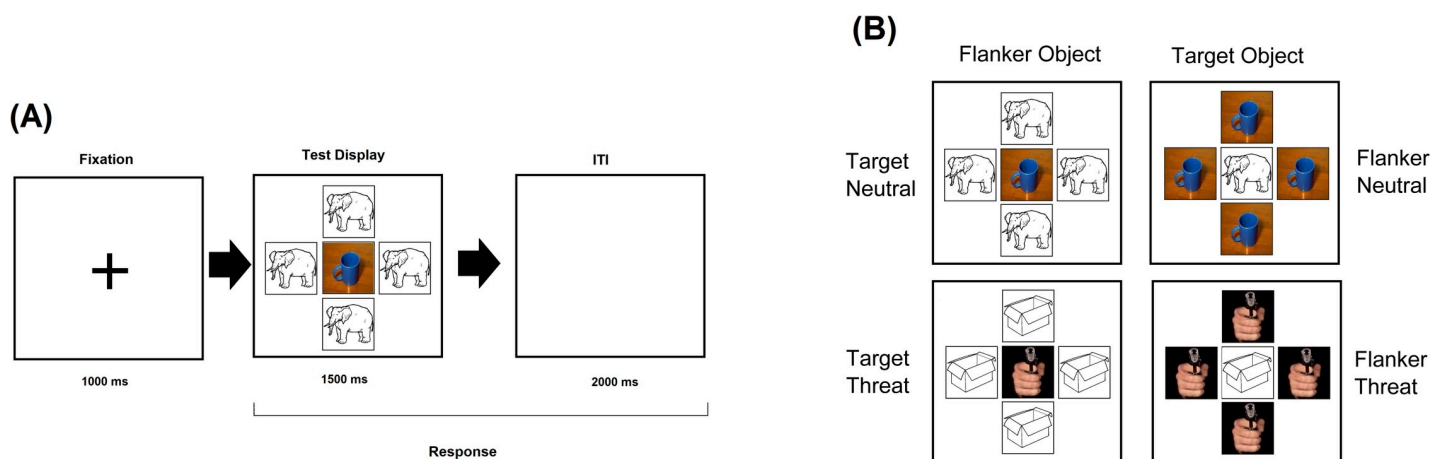 (A)
Fixation
Test Display
ITI
1000 ms
1500 ms
2000 ms
Response
(B)
Flanker Object
Target Object
Target
Neutral
Flanker
Neutral
Target
Threat
Flanker
Threat